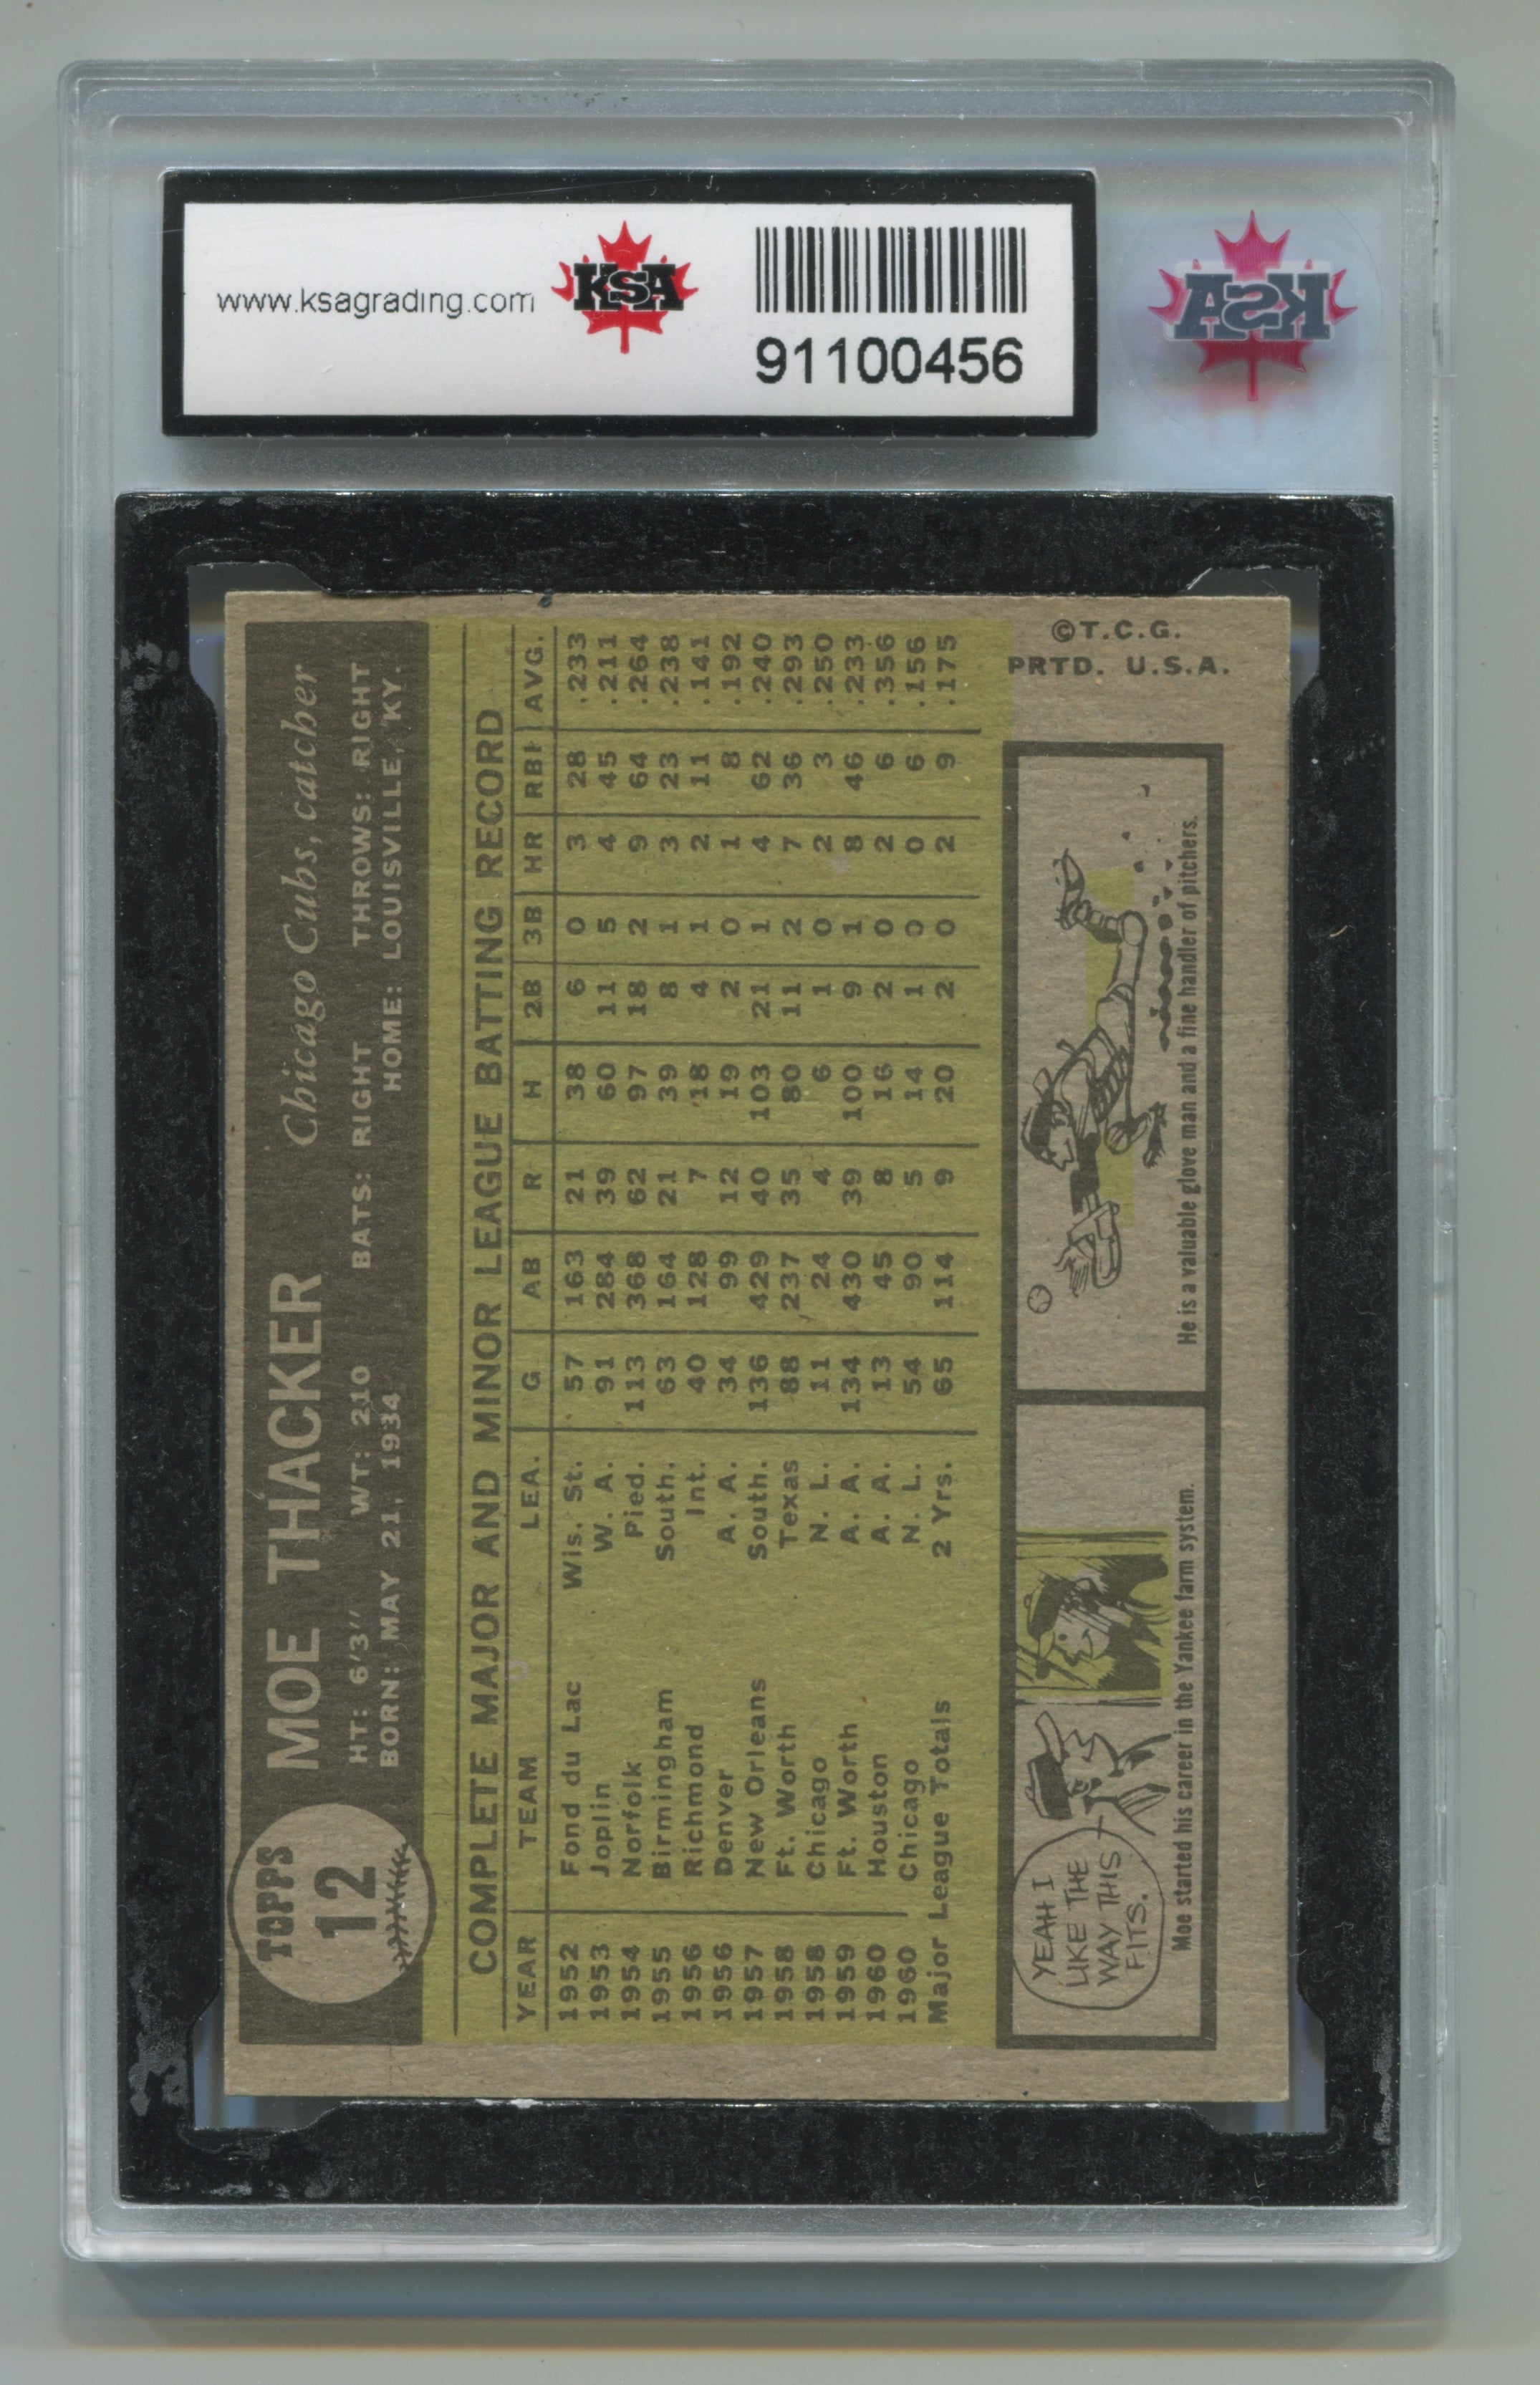 www.ksagrading.com
KSA
91100456
KSA
TOPPS
12
MOE THACKER
Chicago Cubs, catcher
HT: 6'3" WT: 210 BATS: RIGHT THROWS: RIGHT
BORN: MAY 21, 1934 HOME: LOUISVILLE, KY.
COMPLETE MAJOR AND MINOR LEAGUE BATTING RECORD
YEAR TEAM LEA. G AB R H 2B 3B HR RBI AVG.
1952 Fond du Lac Wis. St. 57 163 21 38 6 0 3 28 .233
1953 Joplin W. A. 91 284 39 60 11 5 4 45 .211
1954 Norfolk Pied. 113 368 62 97 18 2 9 64 .264
1955 Birmingham South. 63 164 21 39 8 1 3 23 .238
1956 Richmond Int. 40 128 7 18 4 1 2 11 .141
1956 Denver A. A. 34 99 12 19 2 0 1 8 .192
1957 New Orleans South. 136 429 40 103 21 1 4 62 .240
1958 Ft. Worth Texas 88 237 35 80 11 2 7 36 .293
1958 Chicago N. L. 11 24 4 6 1 0 2 3 .250
1959 Ft. Worth A. A. 134 430 39 100 9 1 8 46 .233
1960 Houston A. A. 13 45 8 16 2 0 2 6 .356
1960 Chicago N. L. 54 90 5 14 1 0 0 6 .156
Major League Totals 2 Yrs. 65 114 9 20 2 0 2 9 .175
YEAH I
LIKE THE
WAY THIS
FITS.
Moe started his career in the Yankee farm system.
He is a valuable glove man and a fine handler of pitchers.
©T.C.G.
PRTD. U.S.A.